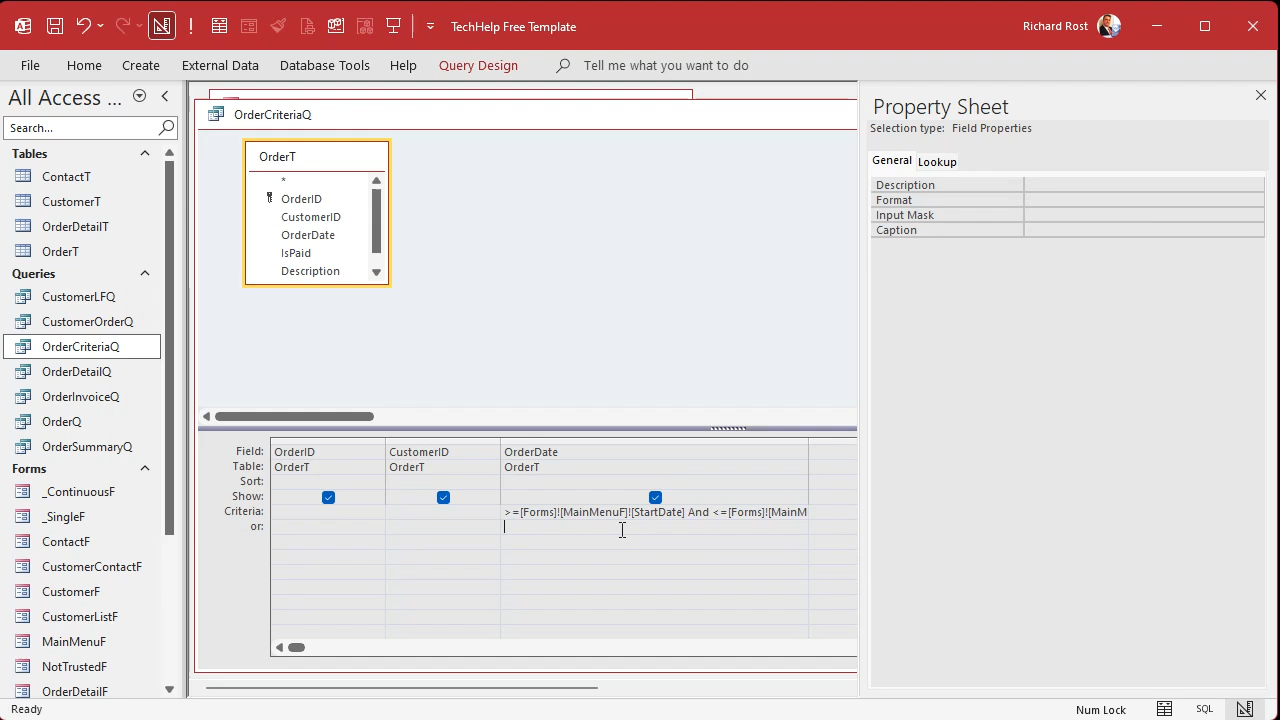 TechHelp Free Template
Richard Rost
File Home Create External Data Database Tools Help Query Design Tell me what you want to do
All Access ...
Search...
Tables
ContactT
CustomerT
OrderDetailT
OrderT
Queries
CustomerLFQ
CustomerOrderQ
OrderCriteriaQ
OrderDetailQ
OrderInvoiceQ
OrderQ
OrderSummaryQ
Forms
_ContinuousF
_SingleF
ContactF
CustomerContactF
CustomerF
CustomerListF
MainMenuF
NotTrustedF
OrderDetailF
OrderCriteriaQ
OrderT
*
OrderID
CustomerID
OrderDate
IsPaid
Description
Field: OrderID CustomerID OrderDate
Table: OrderT OrderT OrderT
Sort:
Show:
Criteria: >=[Forms]![MainMenuF]![StartDate] And <=[Forms]![MainM
or:
Property Sheet
Selection type: Field Properties
General Lookup
Description
Format
Input Mask
Caption
Ready
Num Lock
SQL